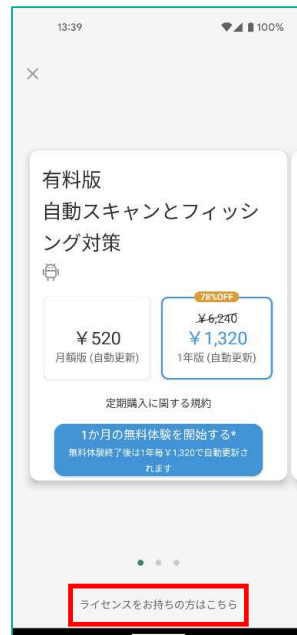 13:39
100%
×
有料版
自動スキャンとフィッシ
ング対策
78%OFF
¥6,240
¥520
¥1,320
月額版 (自動更新)
1年版 (自動更新)
定期購入に関する規約
1か月の無料体験を開始する*
無料体験終了後は1年毎¥1,320で自動更新さ
れます
ライセンスをお持ちの方はこちら